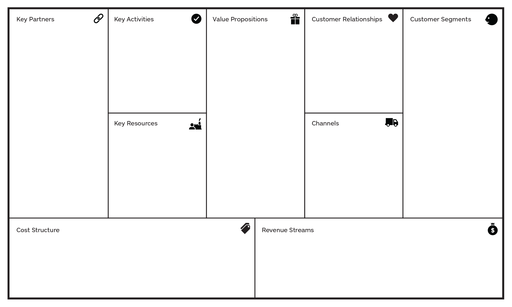 Key Partners
Key Activities
Value Propositions
Customer Relationships
Customer Segments
Key Resources
Channels
Cost Structure
Revenue Streams
$